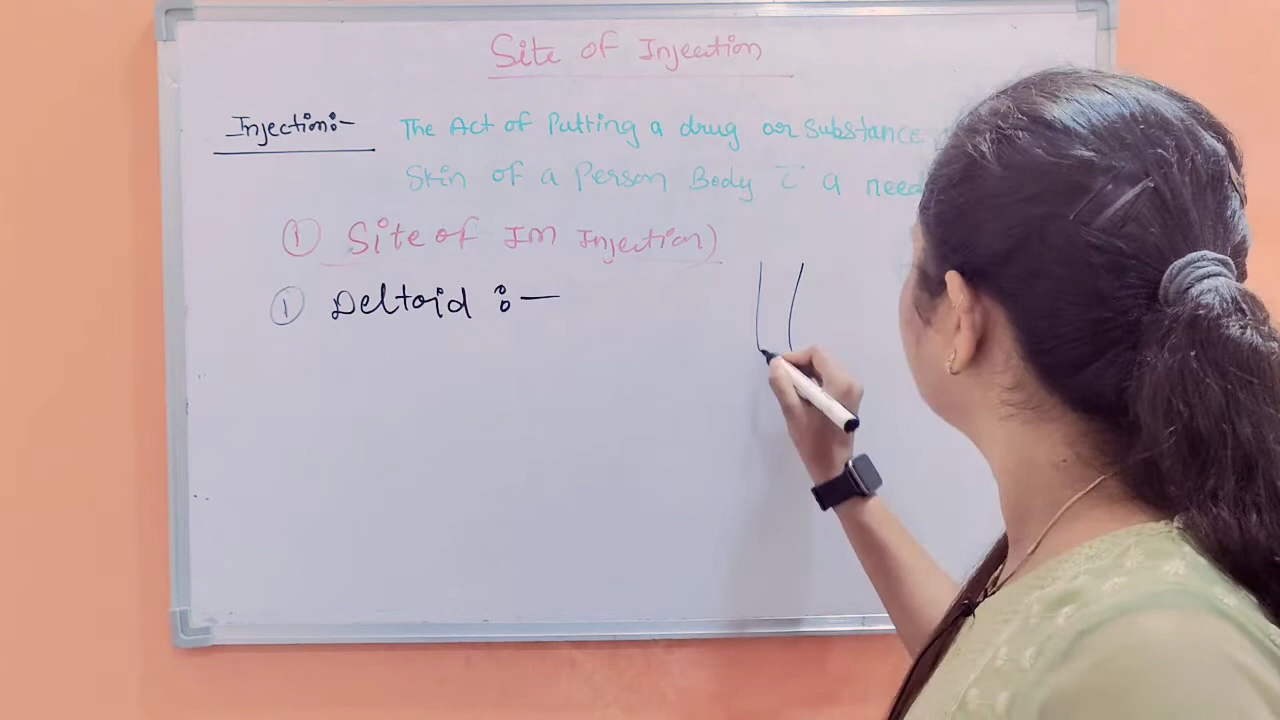 Site of Injection
Injection:-
The Act of Putting a drug or substance
Skin of a Person Body c̄ a need
① Site of IM Injection)
① Deltoid :-